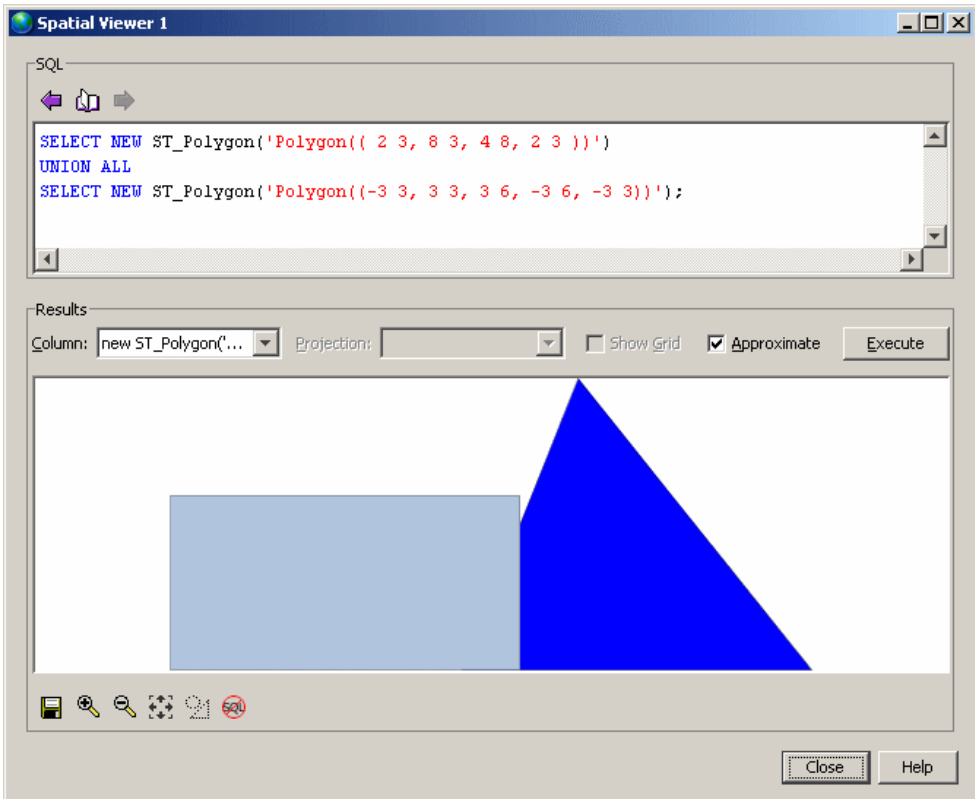 Spatial Viewer 1
SQL
SELECT NEW ST_Polygon('Polygon(( 2 3, 8 3, 4 8, 2 3 ))')
UNION ALL
SELECT NEW ST_Polygon('Polygon((-3 3, 3 3, 3 6, -3 6, -3 3))');
Results
Column: new ST_Polygon('... Projection: Show Grid Approximate Execute
SQL
Close Help